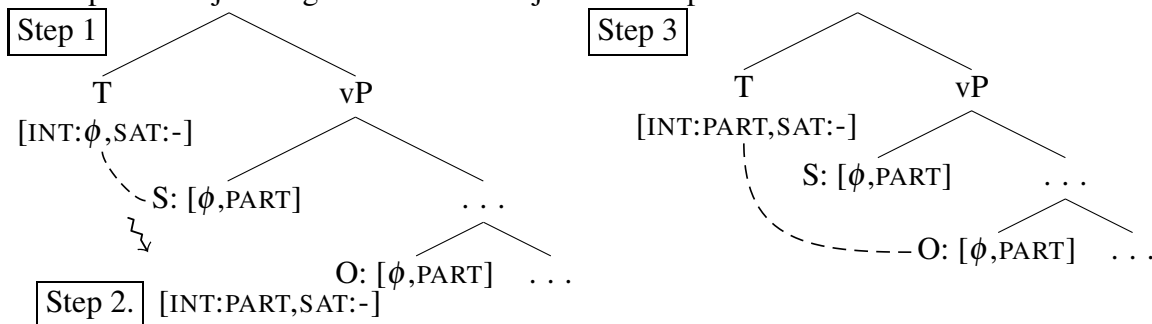 Step 1
T
vP
[INT:ϕ,SAT:-]
S: [ϕ,PART]
. . .
O: [ϕ,PART]
. . .
Step 2. [INT:PART,SAT:-]
Step 3
T
vP
[INT:PART,SAT:-]
S: [ϕ,PART]
. . .
O: [ϕ,PART]
. . .